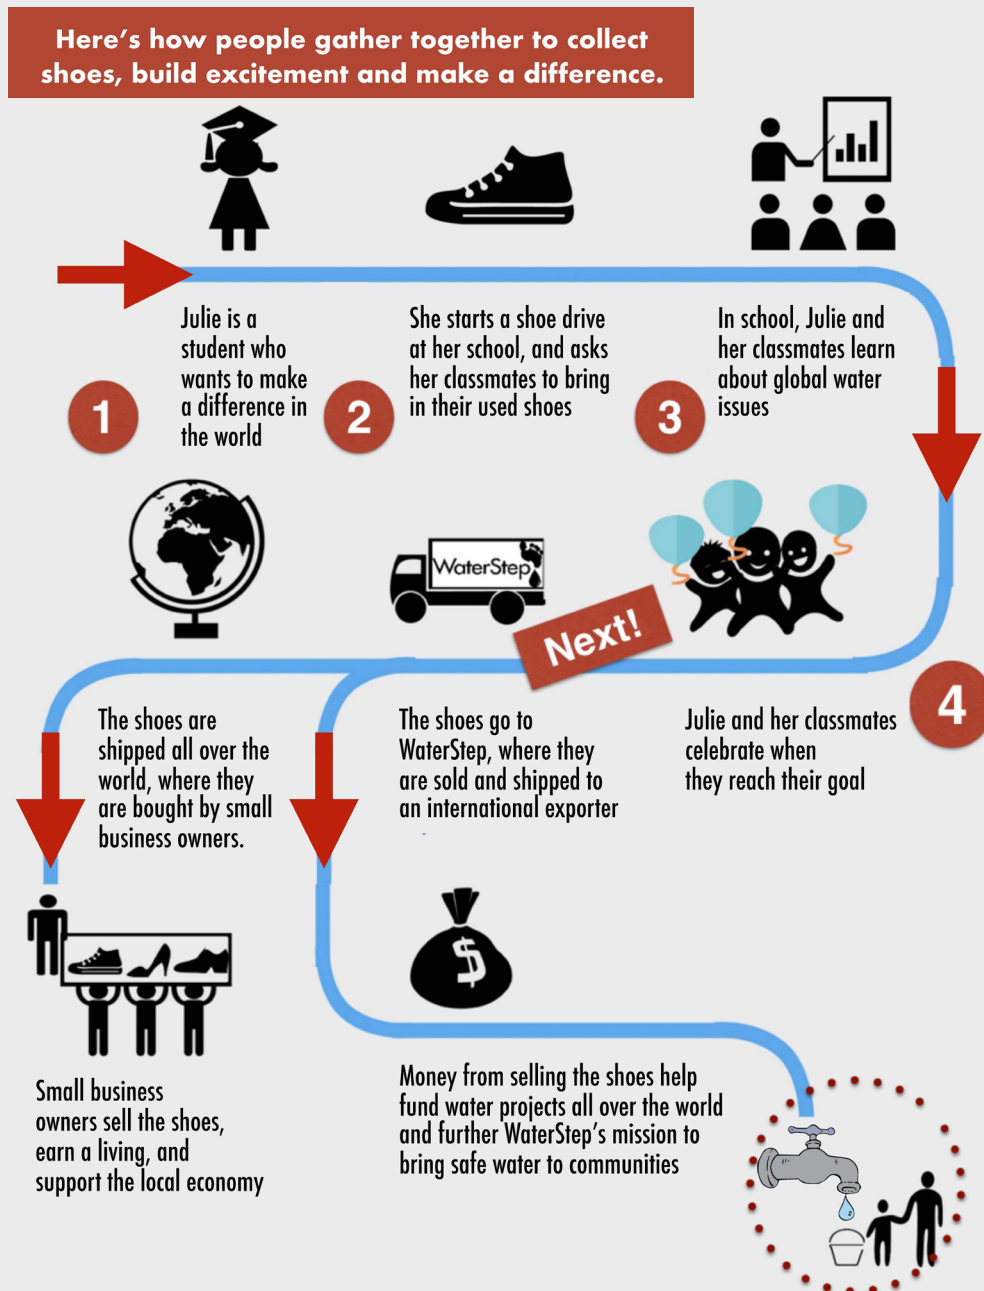 Here's how people gather together to collect
shoes, build excitement and make a difference.
Julie is a
student who
wants to make
a difference in
the world
1
She starts a shoe drive
at her school, and asks
her classmates to bring
in their used shoes
2
In school, Julie and
her classmates learn
about global water
issues
3
Julie and her classmates
celebrate when
they reach their goal
4
Next!
WaterStep
The shoes go to
WaterStep, where they
are sold and shipped to
an international exporter
The shoes are
shipped all over the
world, where they
are bought by small
business owners.
Small business
owners sell the shoes,
earn a living, and
support the local economy
$
Money from selling the shoes help
fund water projects all over the world
and further WaterStep's mission to
bring safe water to communities